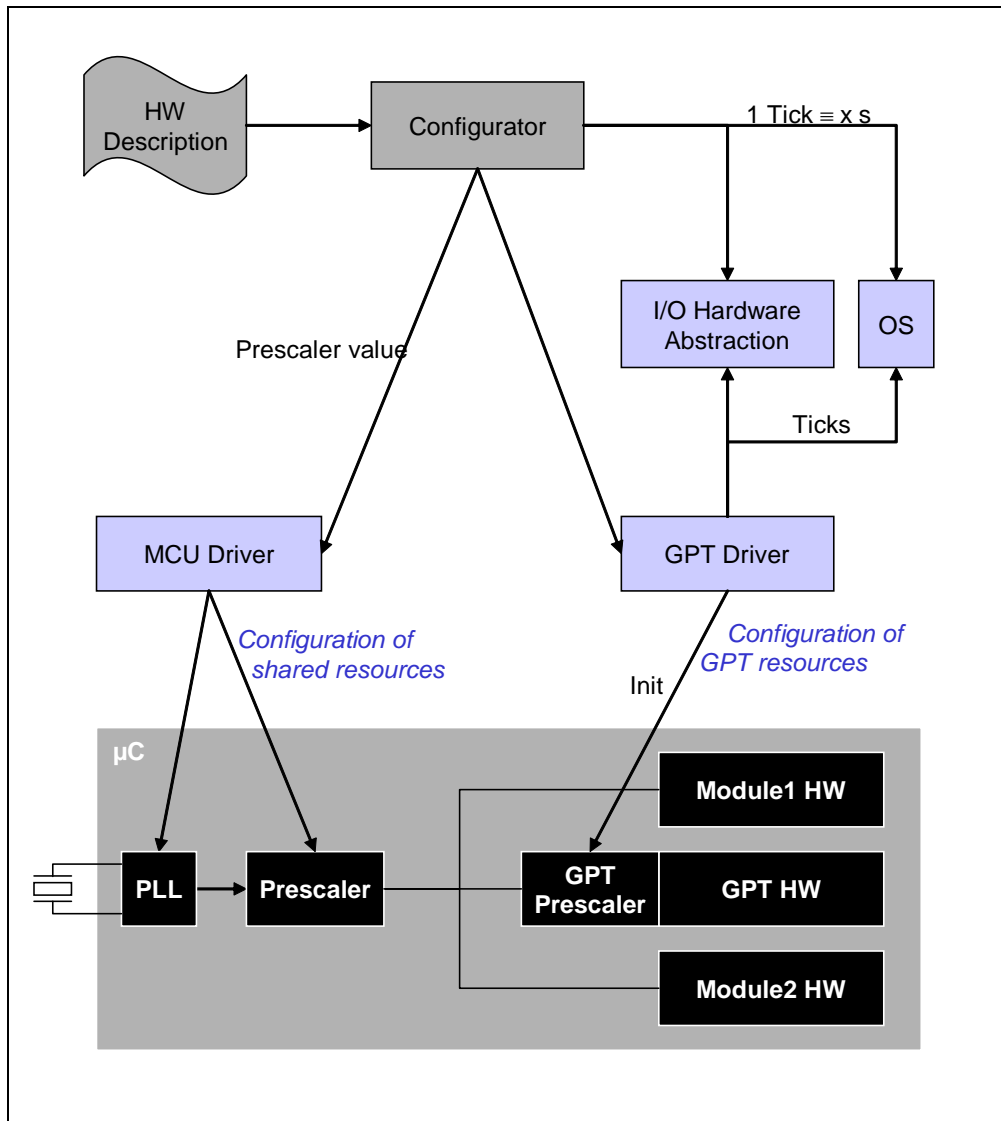 HW
Description
Configurator
1 Tick ≡ x s
I/O Hardware
Abstraction
OS
Prescaler value
Ticks
MCU Driver
GPT Driver
Configuration of
shared resources
Configuration of
GPT resources
Init
µC
Module1 HW
PLL
Prescaler
GPT
Prescaler
GPT HW
Module2 HW